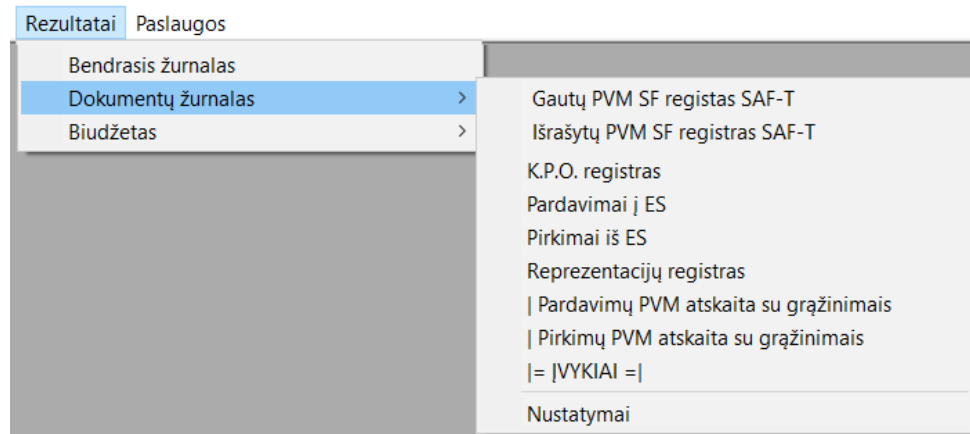 Rezultatai Paslaugos
Bendrasis žurnalas
Dokumentų žurnalas >
Biudžetas >
Gautų PVM SF registas SAF-T
Išrašytų PVM SF registras SAF-T
K.P.O. registras
Pardavimai į ES
Pirkimai iš ES
Reprezentacijų registras
| Pardavimų PVM atskaita su grąžinimais
| Pirkimų PVM atskaita su grąžinimais
|= ĮVYKIAI =|
Nustatymai